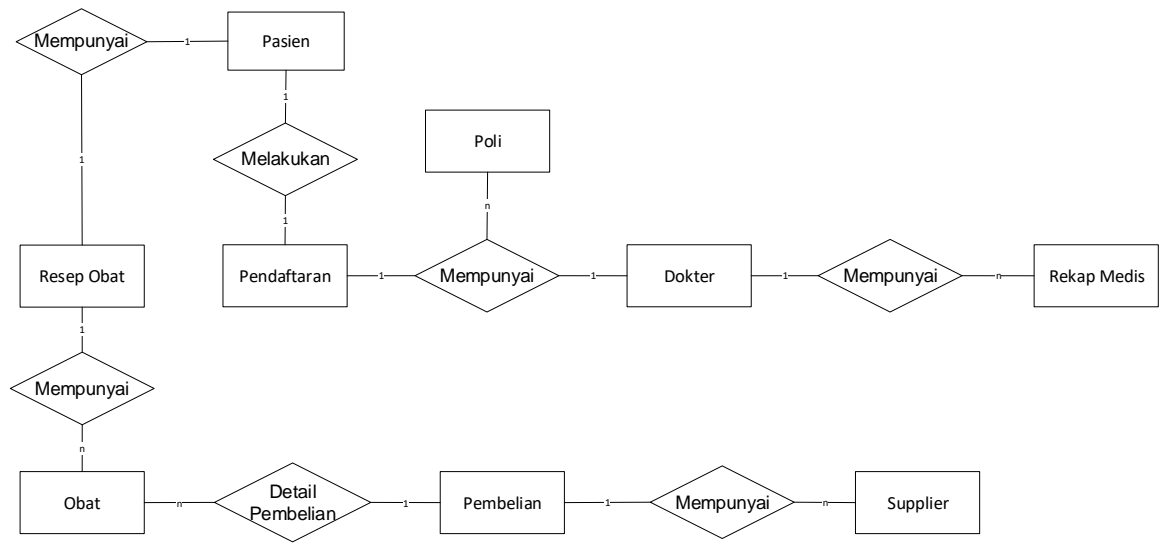 Mempunyai
1
Pasien
1
1
Melakukan
1
Poli
n
Resep Obat
Pendaftaran
1
Mempunyai
1
Dokter
1
Mempunyai
n
Rekap Medis
1
Mempunyai
n
Obat
n
Detail
Pembelian
1
Pembelian
1
Mempunyai
n
Supplier